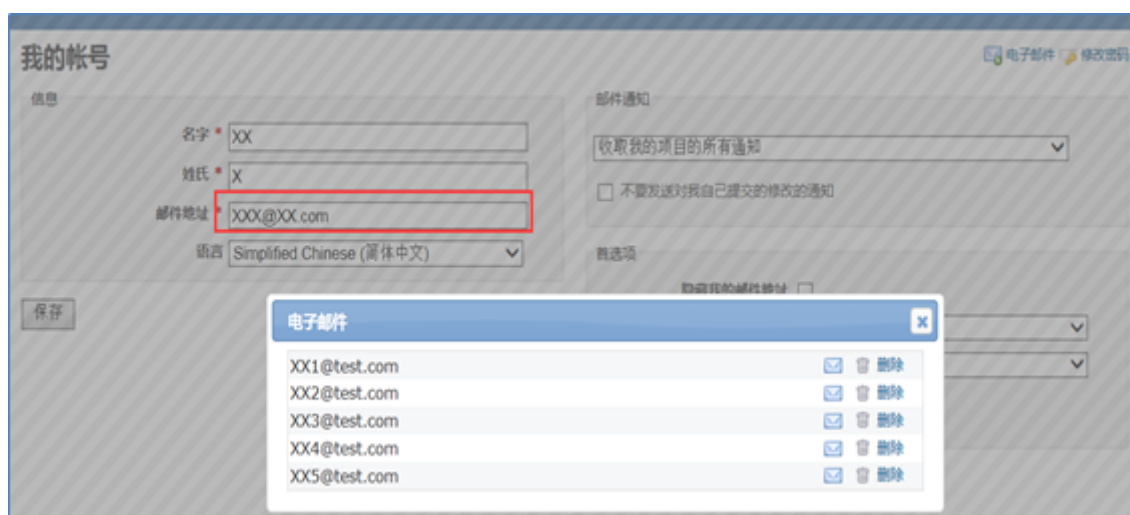 我的帐号
电子邮件 修改密码
信息
名字 * XX
姓氏 * X
邮件地址 * XXX@XX.com
语言 Simplified Chinese (简体中文)
保存
邮件通知
收取我的项目的所有通知
不要发送对我自己提交的修改的通知
首选项
隐藏我的邮件地址
电子邮件
XX1@test.com 删除
XX2@test.com 删除
XX3@test.com 删除
XX4@test.com 删除
XX5@test.com 删除